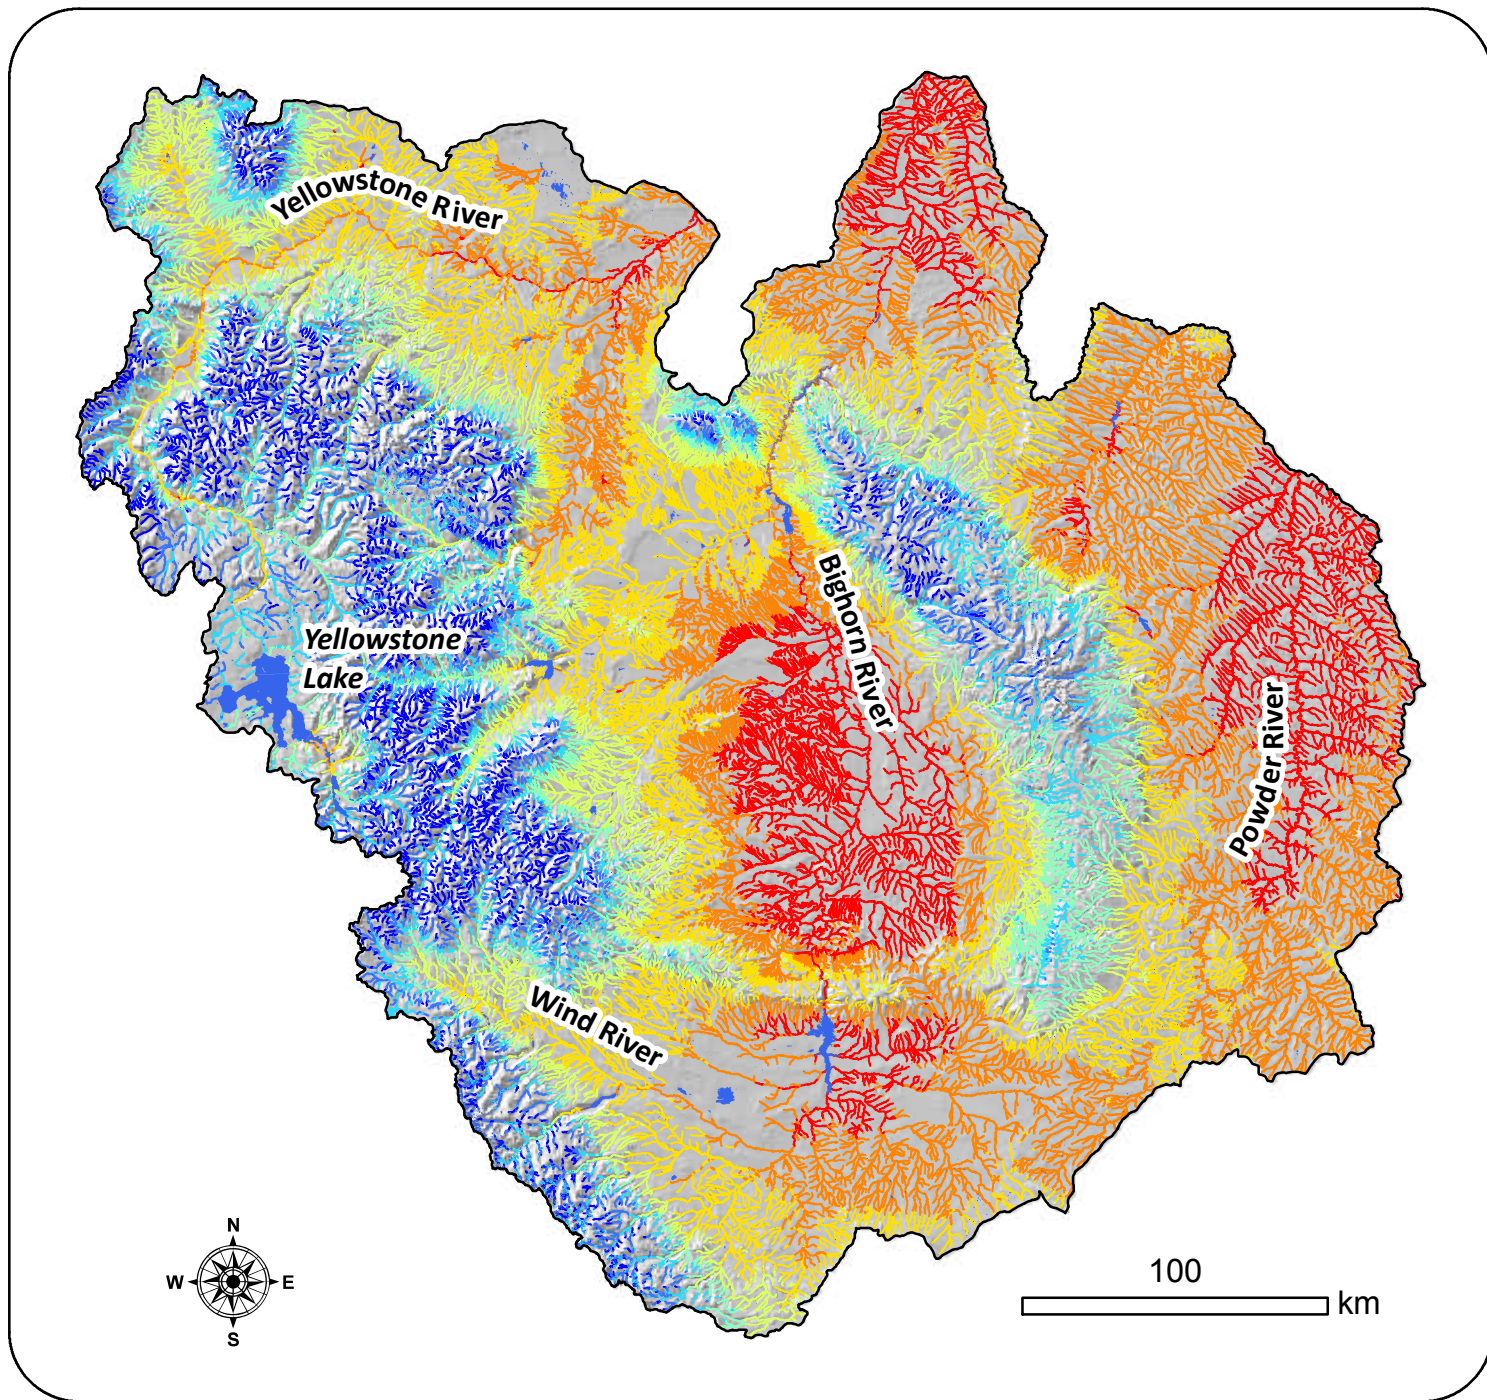 Yellowstone River
Bighorn River
Yellowstone
Lake
Powder River
Wind River
N
W
E
S
100
km